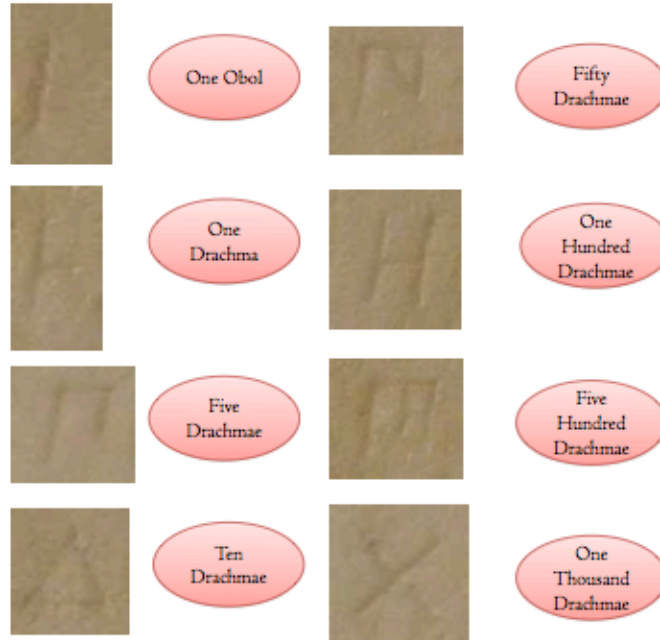 One Obol
Fifty
Drachmae
One
Drachma
One
Hundred
Drachmae
Five
Drachmae
Five
Hundred
Drachmae
Ten
Drachmae
One
Thousand
Drachmae